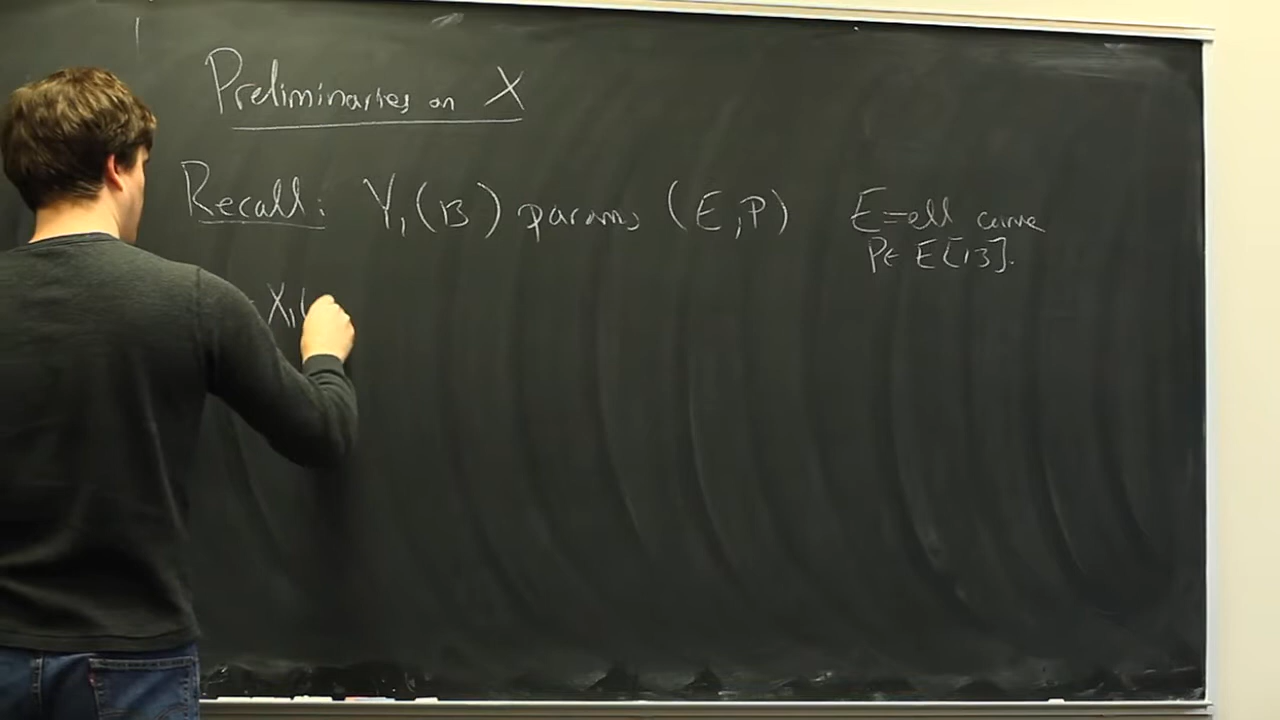 Preliminaries on X
Recall: Y₁(13) params (E,P) E=ell curve
P∈ E[13].
X₁(